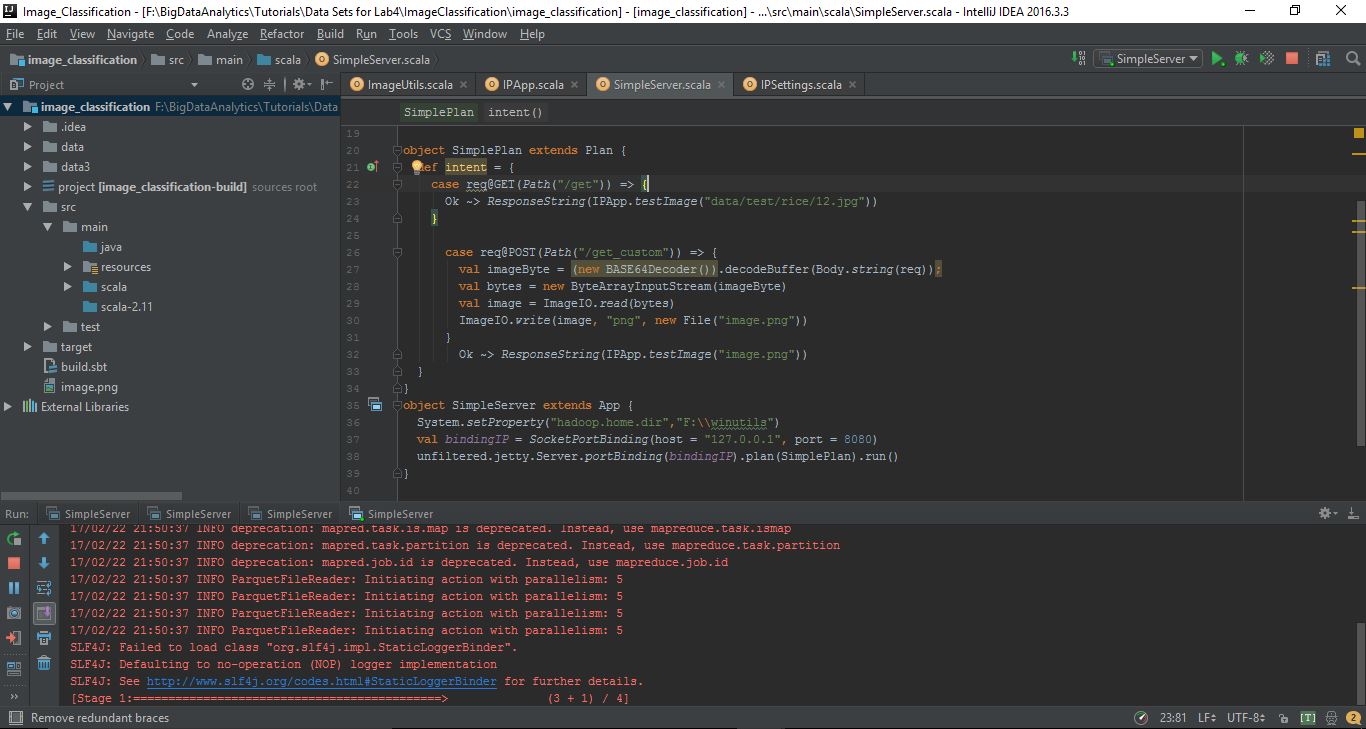 Image_Classification - [F:\BigDataAnalytics\Tutorials\Data Sets for Lab4\ImageClassification\image_classification] - [image_classification] - ...\src\main\scala\SimpleServer.scala - IntelliJ IDEA 2016.3.3
File Edit View Navigate Code Analyze Refactor Build Run Tools VCS Window Help
image_classification src main scala SimpleServer.scala SimpleServer
Project ImageUtils.scala IPApp.scala SimpleServer.scala IPSettings.scala
image_classification F:\BigDataAnalytics\Tutorials\Data
.idea
data
data3
project [image_classification-build] sources root
src
main
java
resources
scala
scala-2.11
test
target
build.sbt
image.png
External Libraries
SimplePlan intent()
19
20 object SimplePlan extends Plan {
21 def intent = {
22 case req@GET(Path("/get")) => {
23 Ok ~> ResponseString(IPApp.testImage("data/test/rice/12.jpg"))
24 }
25
26 case req@POST(Path("/get_custom")) => {
27 val imageByte = (new BASE64Decoder()).decodeBuffer(Body.string(req));
28 val bytes = new ByteArrayInputStream(imageByte)
29 val image = ImageIO.read(bytes)
30 ImageIO.write(image, "png", new File("image.png"))
31 }
32 Ok ~> ResponseString(IPApp.testImage("image.png"))
33 }
34 }
35 object SimpleServer extends App {
36 System.setProperty("hadoop.home.dir","F:\\winutils")
37 val bindingIP = SocketPortBinding(host = "127.0.0.1", port = 8080)
38 unfiltered.jetty.Server.portBinding(bindingIP).plan(SimplePlan).run()
39 }
40
Run: SimpleServer SimpleServer SimpleServer SimpleServer
17/02/22 21:50:37 INFO deprecation: mapred.task.is.map is deprecated. Instead, use mapreduce.task.ismap
17/02/22 21:50:37 INFO deprecation: mapred.task.partition is deprecated. Instead, use mapreduce.task.partition
17/02/22 21:50:37 INFO deprecation: mapred.job.id is deprecated. Instead, use mapreduce.job.id
17/02/22 21:50:37 INFO ParquetFileReader: Initiating action with parallelism: 5
17/02/22 21:50:37 INFO ParquetFileReader: Initiating action with parallelism: 5
17/02/22 21:50:37 INFO ParquetFileReader: Initiating action with parallelism: 5
17/02/22 21:50:37 INFO ParquetFileReader: Initiating action with parallelism: 5
SLF4J: Failed to load class "org.slf4j.impl.StaticLoggerBinder".
SLF4J: Defaulting to no-operation (NOP) logger implementation
SLF4J: See http://www.slf4j.org/codes.html#StaticLoggerBinder for further details.
[Stage 1:============================================> (3 + 1) / 4]
Remove redundant braces 23:81 LF UTF-8 [T] 2